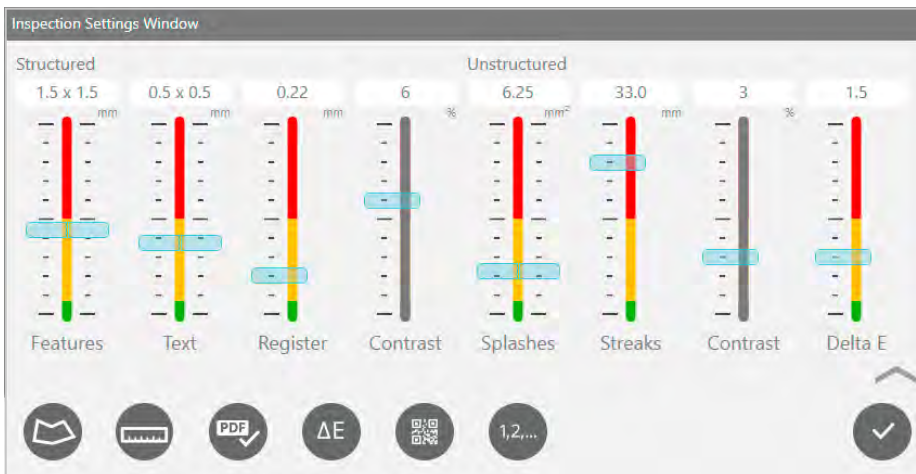 Inspection Settings Window
Structured Unstructured
1.5 x 1.5 0.5 x 0.5 0.22 6 6.25 33.0 3 1.5
mm mm % mm² mm %
Features Text Register Contrast Splashes Streaks Contrast Delta E
PDF ΔE 1,2,...